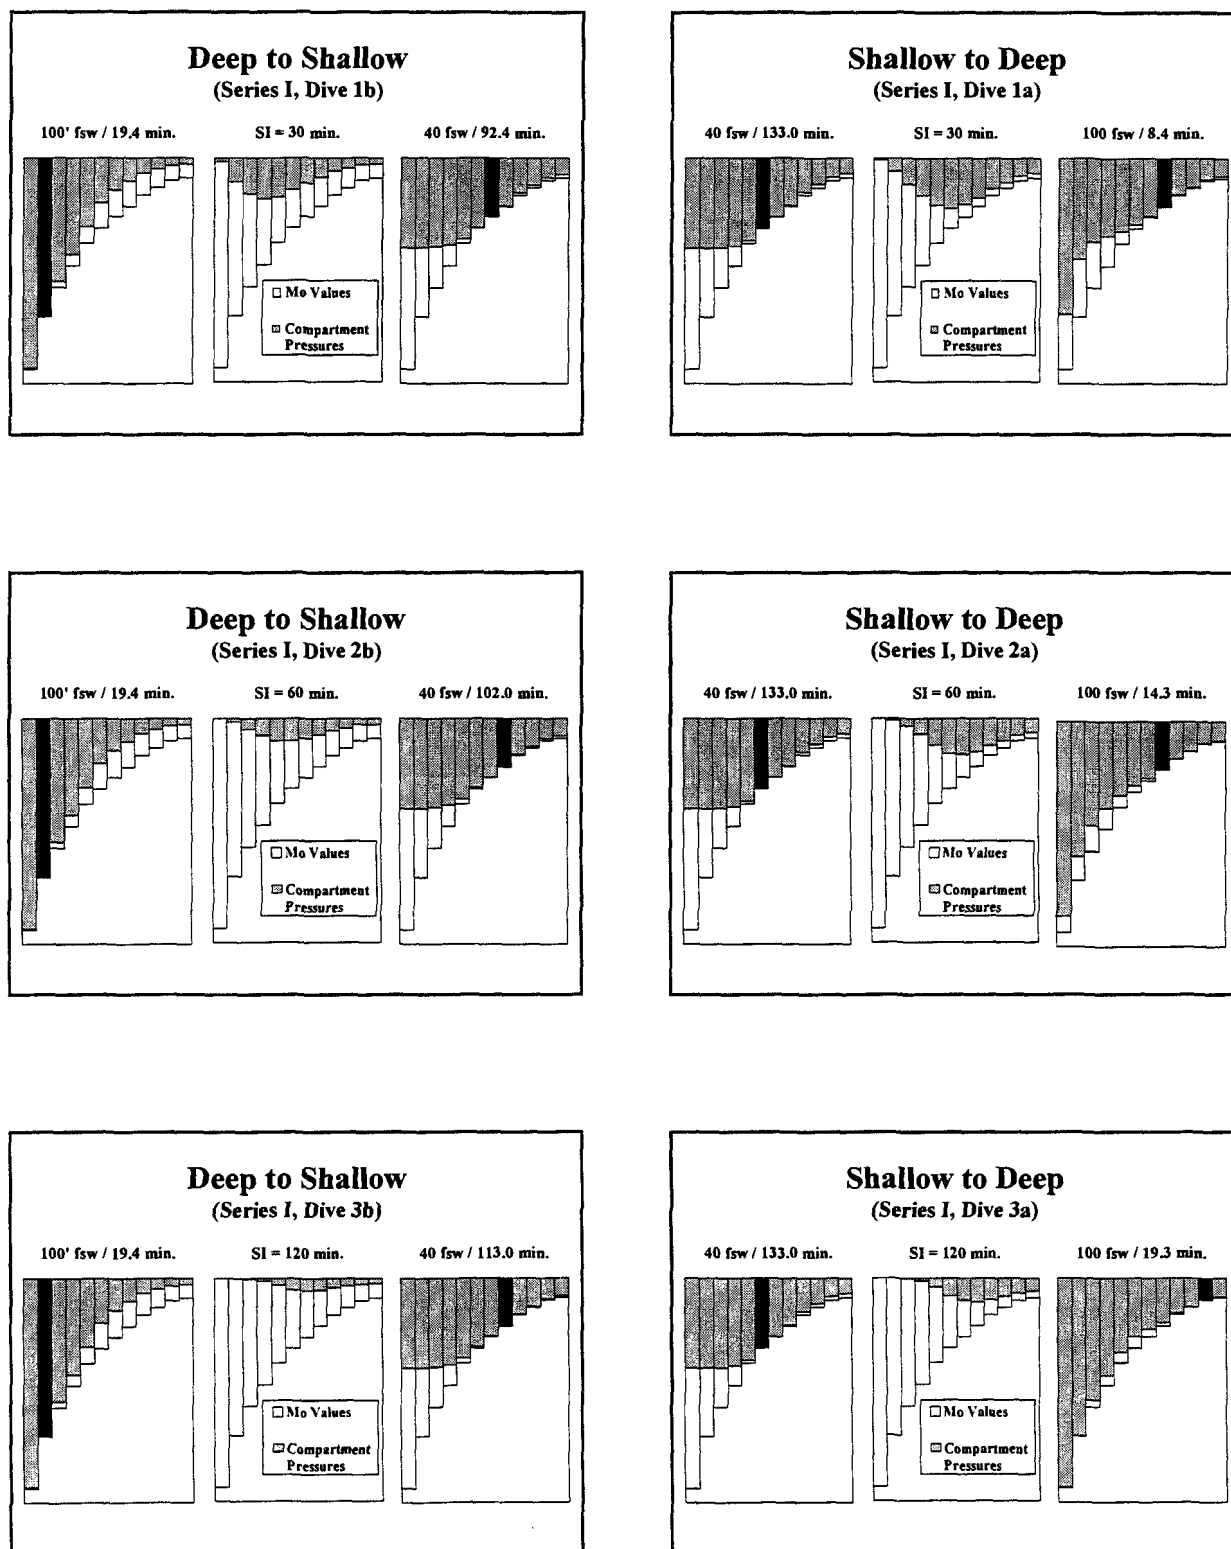 Deep to Shallow
(Series I, Dive 1b)
100' fsw / 19.4 min.
SI = 30 min.
40 fsw / 92.4 min.
Mo Values
Compartment
Pressures
Shallow to Deep
(Series I, Dive 1a)
40 fsw / 133.0 min.
SI = 30 min.
100 fsw / 8.4 min.
Mo Values
Compartment
Pressures
Deep to Shallow
(Series I, Dive 2b)
100' fsw / 19.4 min.
SI = 60 min.
40 fsw / 102.0 min.
Mo Values
Compartment
Pressures
Shallow to Deep
(Series I, Dive 2a)
40 fsw / 133.0 min.
SI = 60 min.
100 fsw / 14.3 min.
Mo Values
Compartment
Pressures
Deep to Shallow
(Series I, Dive 3b)
100' fsw / 19.4 min.
SI = 120 min.
40 fsw / 113.0 min.
Mo Values
Compartment
Pressures
Shallow to Deep
(Series I, Dive 3a)
40 fsw / 133.0 min.
SI = 120 min.
100 fsw / 19.3 min.
Mo Values
Compartment
Pressures